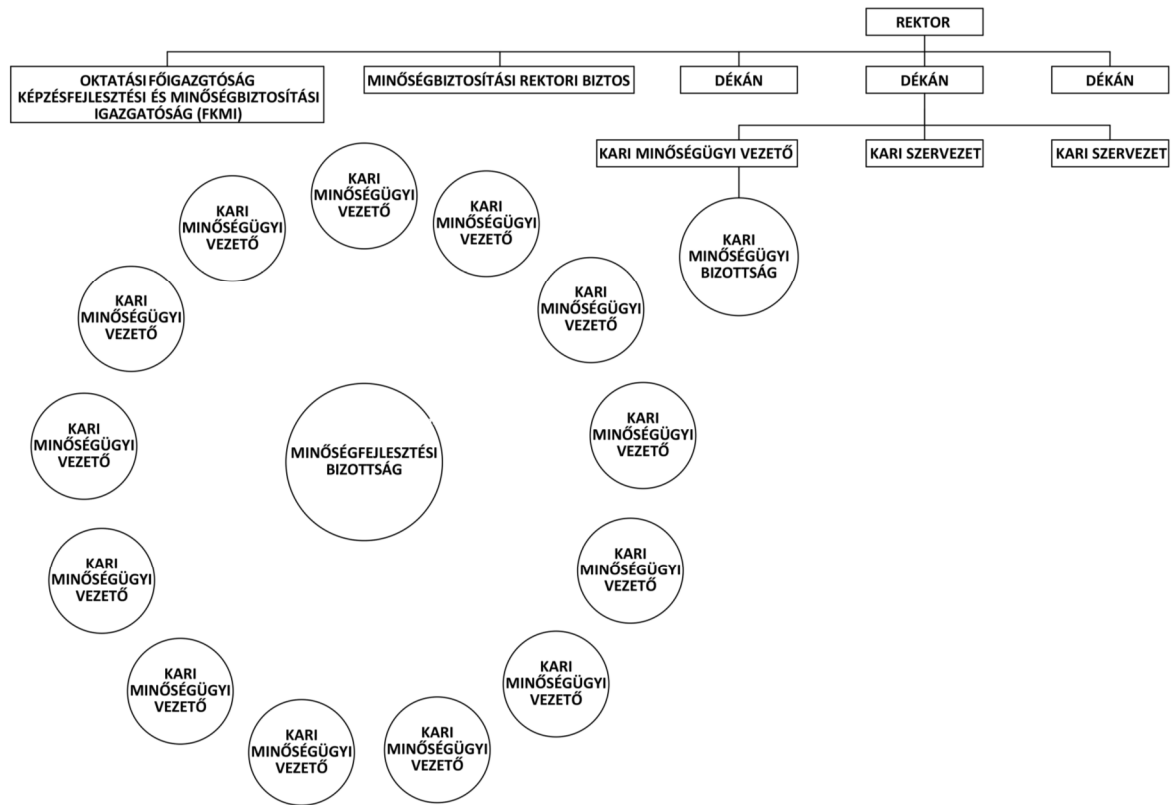 REKTOR
OKTATÁSI FŐIGAZGTÓSÁG
KÉPZÉSFEJLESZTÉSI ÉS MINŐSÉGBIZTOSÍTÁSI
IGAZGATÓSÁG (FKMI)
MINŐSÉGBIZTOSÍTÁSI REKTORI BIZTOS
DÉKÁN
DÉKÁN
DÉKÁN
KARI MINŐSÉGÜGYI VEZETŐ
KARI SZERVEZET
KARI SZERVEZET
KARI
MINŐSÉGÜGYI
BIZOTTSÁG
KARI
MINŐSÉGÜGYI
VEZETŐ
KARI
MINŐSÉGÜGYI
VEZETŐ
KARI
MINŐSÉGÜGYI
VEZETŐ
KARI
MINŐSÉGÜGYI
VEZETŐ
KARI
MINŐSÉGÜGYI
VEZETŐ
KARI
MINŐSÉGÜGYI
VEZETŐ
KARI
MINŐSÉGÜGYI
VEZETŐ
KARI
MINŐSÉGÜGYI
VEZETŐ
KARI
MINŐSÉGÜGYI
VEZETŐ
KARI
MINŐSÉGÜGYI
VEZETŐ
KARI
MINŐSÉGÜGYI
VEZETŐ
KARI
MINŐSÉGÜGYI
VEZETŐ
KARI
MINŐSÉGÜGYI
VEZETŐ
MINŐSÉGFEJLESZTÉSI
BIZOTTSÁG